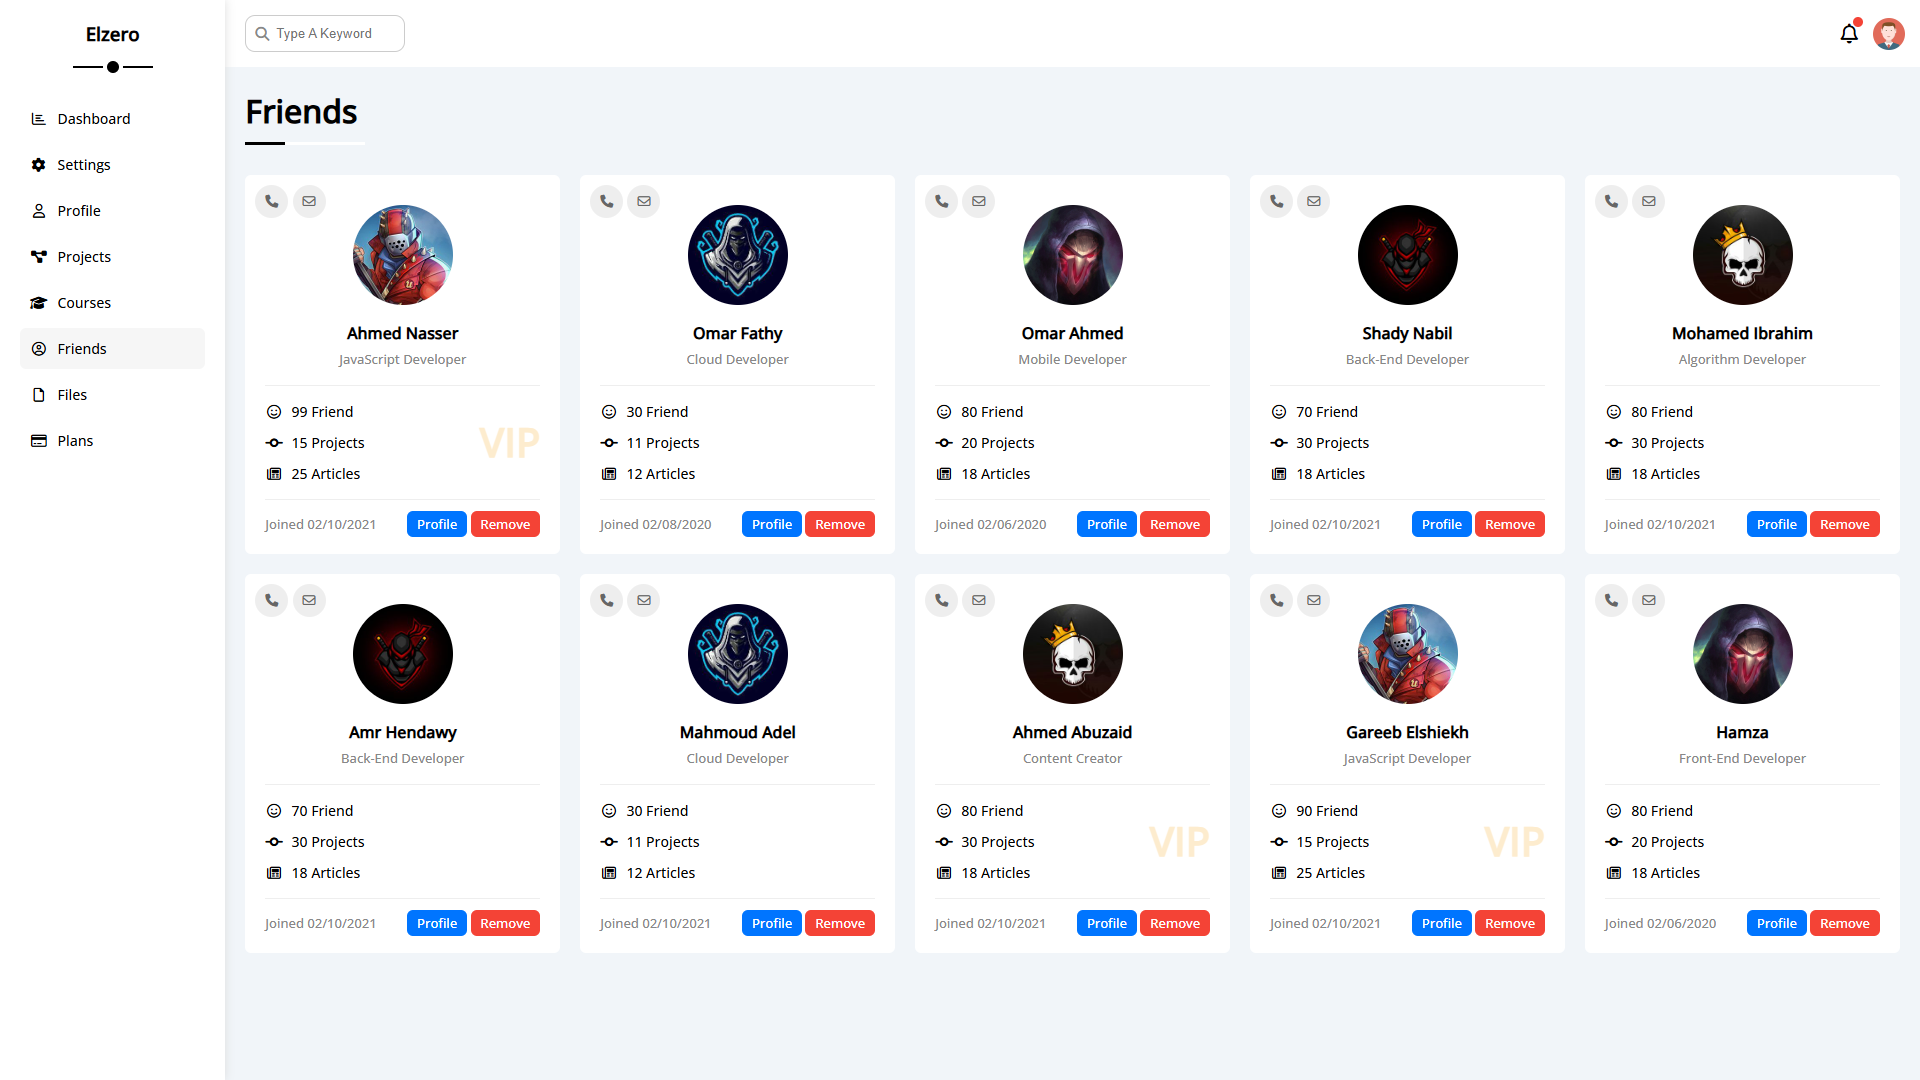 Elzero
Type A Keyword
Dashboard
Settings
Profile
Projects
Courses
Friends
Files
Plans
Friends
Ahmed Nasser
JavaScript Developer
99 Friend
15 Projects
25 Articles
VIP
Joined 02/10/2021
Profile
Remove
Omar Fathy
Cloud Developer
30 Friend
11 Projects
12 Articles
Joined 02/08/2020
Profile
Remove
Omar Ahmed
Mobile Developer
80 Friend
20 Projects
18 Articles
Joined 02/06/2020
Profile
Remove
Shady Nabil
Back-End Developer
70 Friend
30 Projects
18 Articles
Joined 02/10/2021
Profile
Remove
Mohamed Ibrahim
Algorithm Developer
80 Friend
30 Projects
18 Articles
Joined 02/10/2021
Profile
Remove
Amr Hendawy
Back-End Developer
70 Friend
30 Projects
18 Articles
Joined 02/10/2021
Profile
Remove
Mahmoud Adel
Cloud Developer
30 Friend
11 Projects
12 Articles
Joined 02/10/2021
Profile
Remove
Ahmed Abuzaid
Content Creator
80 Friend
30 Projects
18 Articles
VIP
Joined 02/10/2021
Profile
Remove
Gareeb Elshiekh
JavaScript Developer
90 Friend
15 Projects
25 Articles
VIP
Joined 02/10/2021
Profile
Remove
Hamza
Front-End Developer
80 Friend
20 Projects
18 Articles
Joined 02/06/2020
Profile
Remove